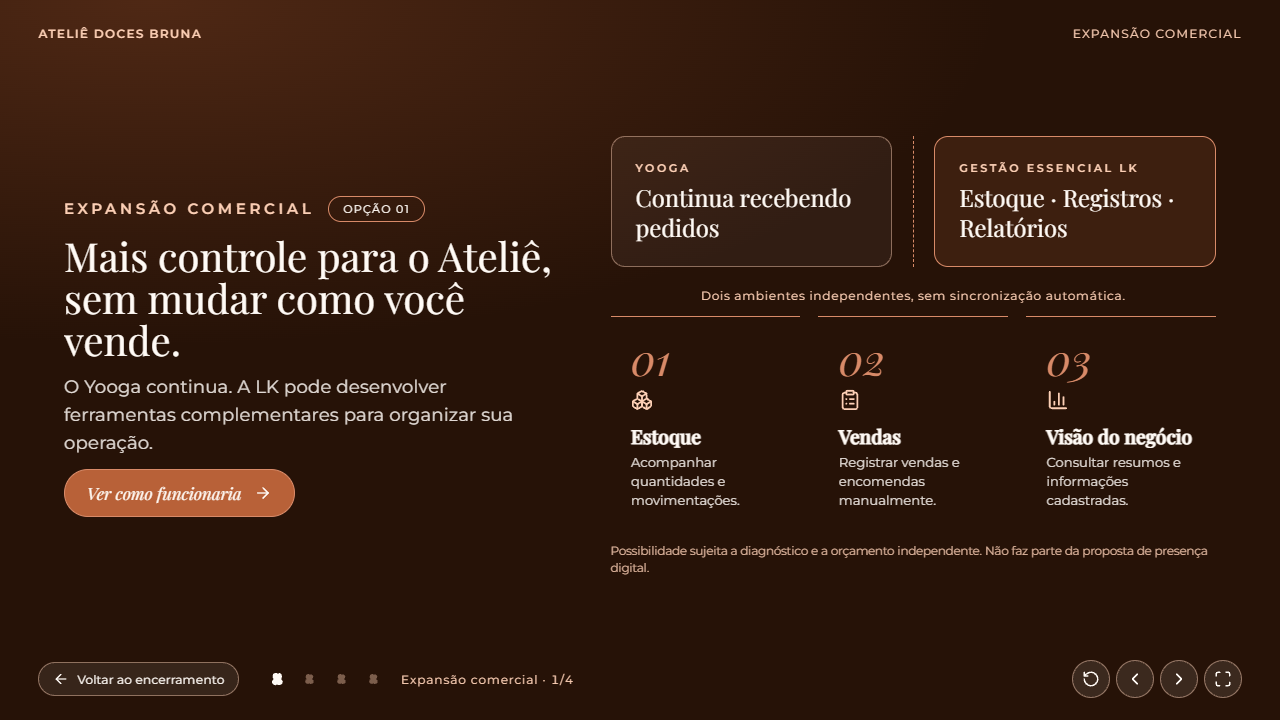 ATELIÊ DOCES BRUNA
EXPANSÃO COMERCIAL
EXPANSÃO COMERCIAL
OPÇÃO 01
Mais controle para o Ateliê,
sem mudar como você
vende.
O Yooga continua. A LK pode desenvolver
ferramentas complementares para organizar sua
operação.
Ver como funcionaria
YOOGA
Continua recebendo
pedidos
GESTÃO ESSENCIAL LK
Estoque · Registros ·
Relatórios
Dois ambientes independentes, sem sincronização automática.
01
Estoque
Acompanhar
quantidades e
movimentações.
02
Vendas
Registrar vendas e
encomendas
manualmente.
03
Visão do negócio
Consultar resumos e
informações
cadastradas.
Possibilidade sujeita a diagnóstico e a orçamento independente. Não faz parte da proposta de presença
digital.
Voltar ao encerramento
Expansão comercial · 1/4